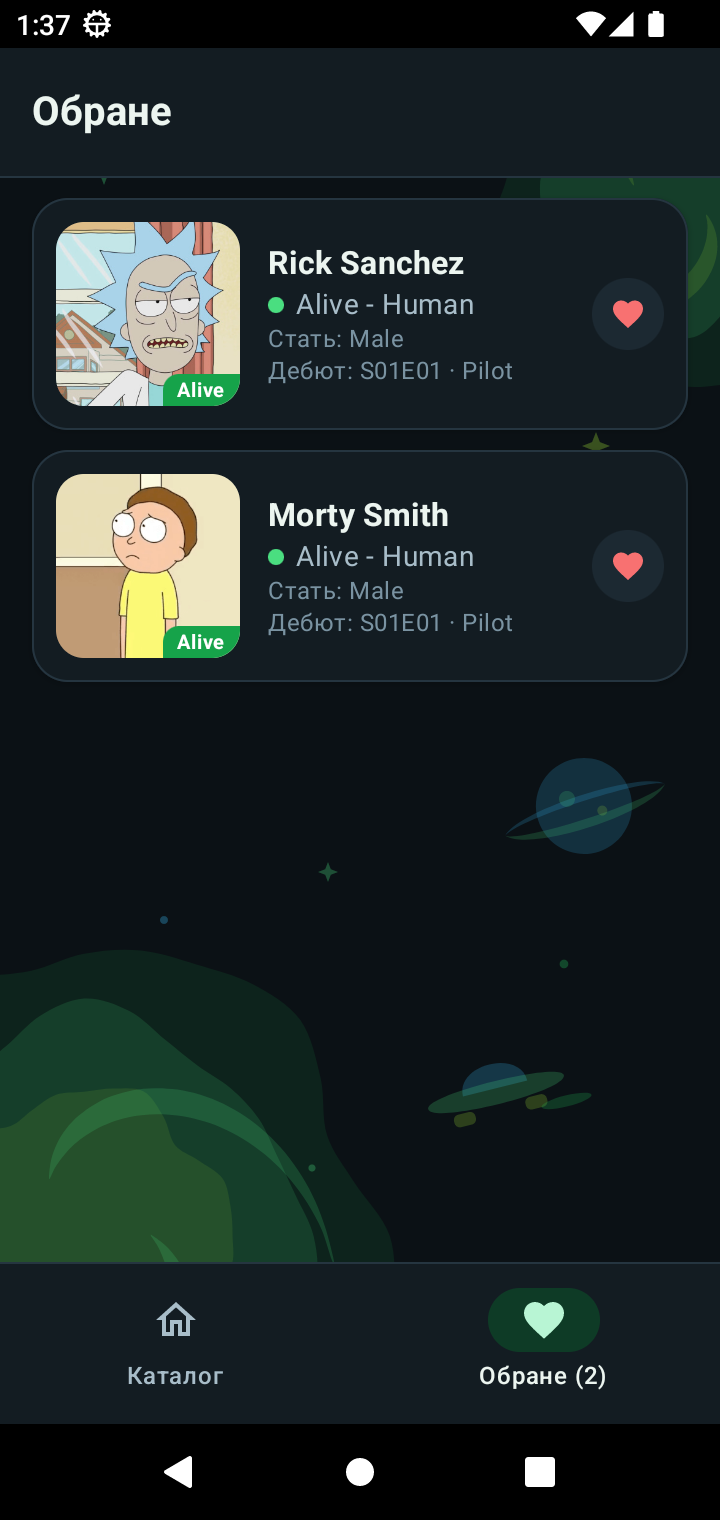 1:37
Обране
Rick Sanchez
Alive - Human
Стать: Male
Дебют: S01E01 · Pilot
Alive
Morty Smith
Alive - Human
Стать: Male
Дебют: S01E01 · Pilot
Alive
Каталог
Обране (2)